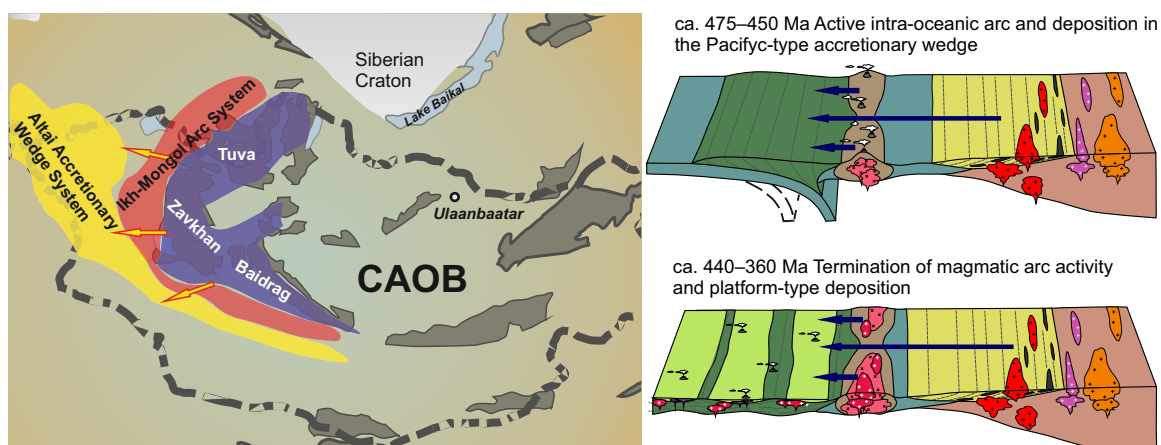 Siberian
Craton
Lake Baikal
Altai Accretionary
Wedge System
Ikh-Mongol Arc System
Tuva
Zavkhan
Baidrag
Ulaanbaatar
CAOB
ca. 475–450 Ma Active intra-oceanic arc and deposition in
the Pacifyc-type accretionary wedge
ca. 440–360 Ma Termination of magmatic arc activity
and platform-type deposition